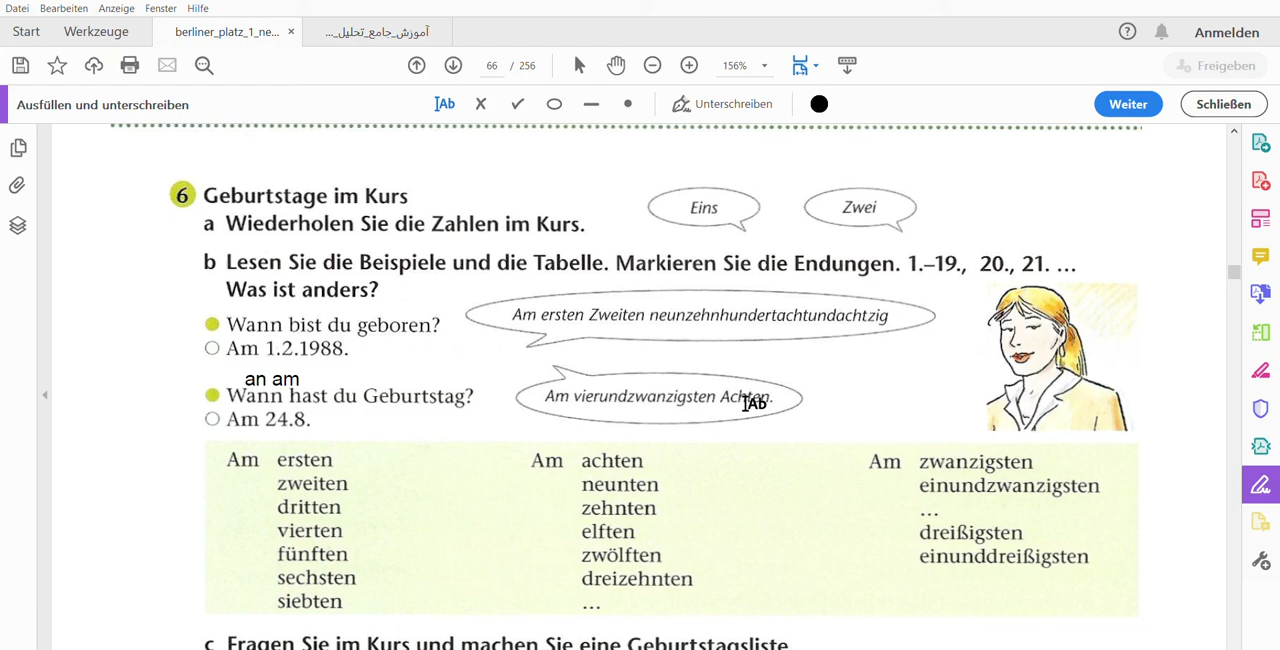 Datei Bearbeiten Anzeige Fenster Hilfe
Start Werkzeuge berliner_platz_1_ne... × آموزش_جامع_تحلیل_... Anmelden
66 / 256 156% Freigeben
Ausfüllen und unterschreiben Ab Unterschreiben Weiter Schließen
6 Geburtstage im Kurs
Eins Zwei
a Wiederholen Sie die Zahlen im Kurs.
b Lesen Sie die Beispiele und die Tabelle. Markieren Sie die Endungen. 1.–19., 20., 21. ...
Was ist anders?
Am ersten Zweiten neunzehnhundertachtundachtzig
Wann bist du geboren?
Am 1.2.1988.
an am
Wann hast du Geburtstag?
Am vierundzwanzigsten Achten.
Ab
Am 24.8.
Am ersten Am achten Am zwanzigsten
zweiten neunten einundzwanzigsten
dritten zehnten ...
vierten elften dreißigsten
fünften zwölften einunddreißigsten
sechsten dreizehnten
siebten ...
c Fragen Sie im Kurs und machen Sie eine Geburtstagsliste